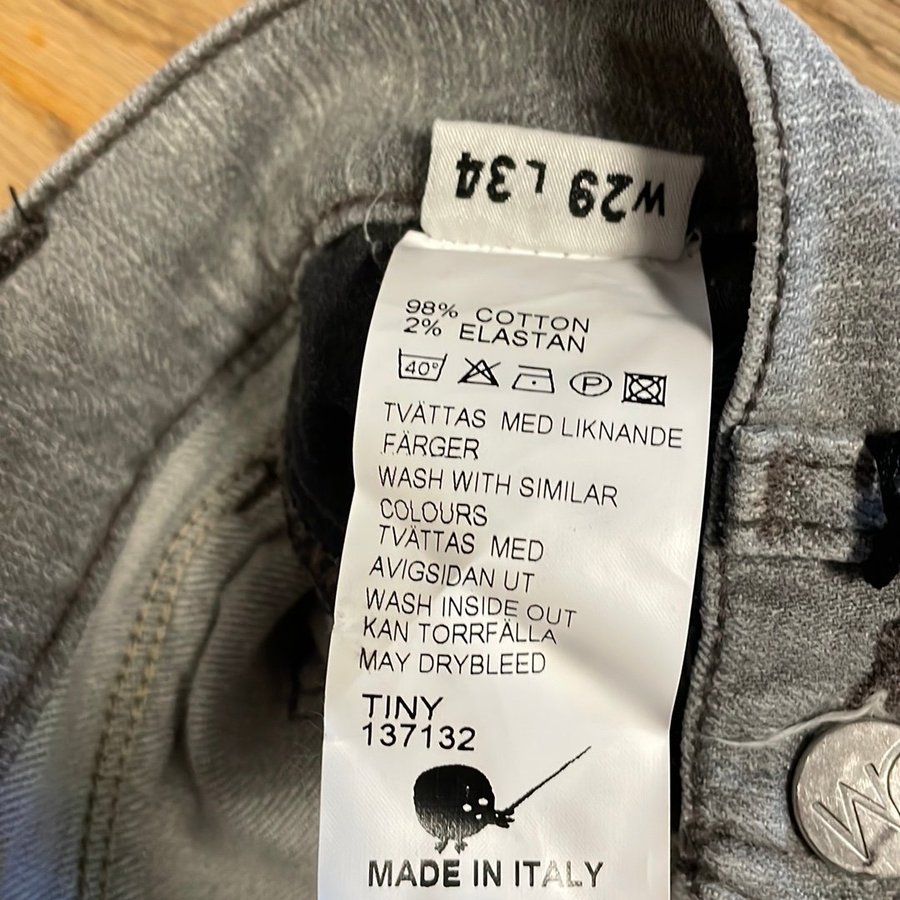 W29 L34
98% COTTON
2% ELASTAN
40°
P
TVÄTTAS MED LIKNANDE
FÄRGER
WASH WITH SIMILAR
COLOURS
TVÄTTAS MED
AVIGSIDAN UT
WASH INSIDE OUT
KAN TORRFÄLLA
MAY DRYBLEED
TINY
137132
MADE IN ITALY